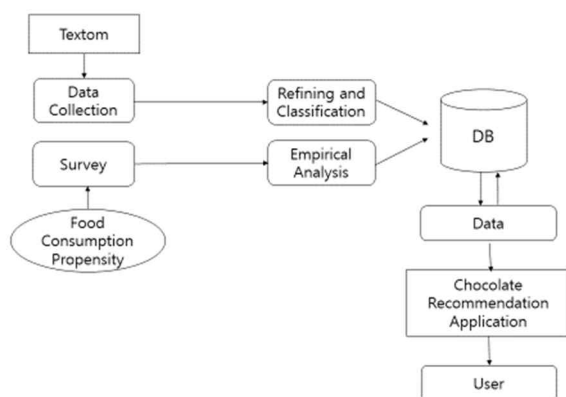 Textom
Data
Collection
Refining and
Classification
DB
Survey
Empirical
Analysis
Food
Consumption
Propensity
Data
Chocolate
Recommendation
Application
User